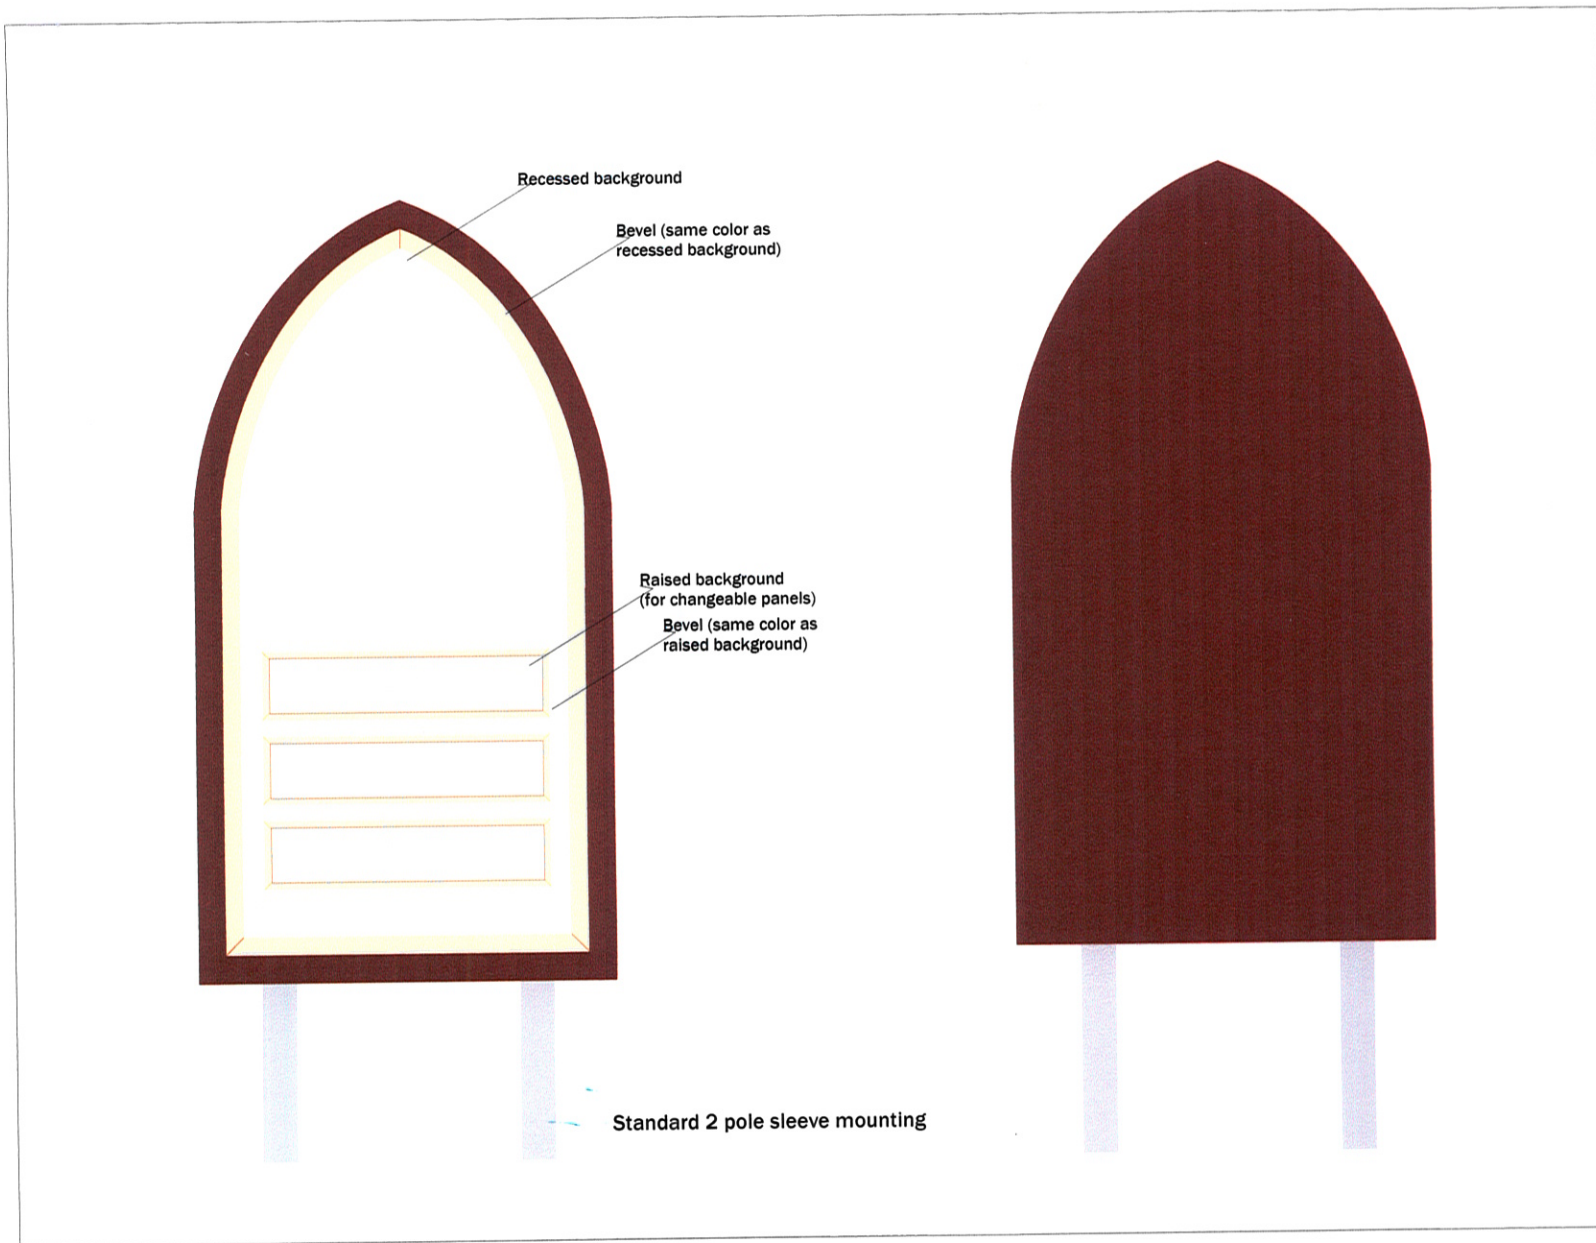 Recessed background
Bevel (same color as
recessed background)
Raised background
(for changeable panels)
Bevel (same color as
raised background)
Standard 2 pole sleeve mounting